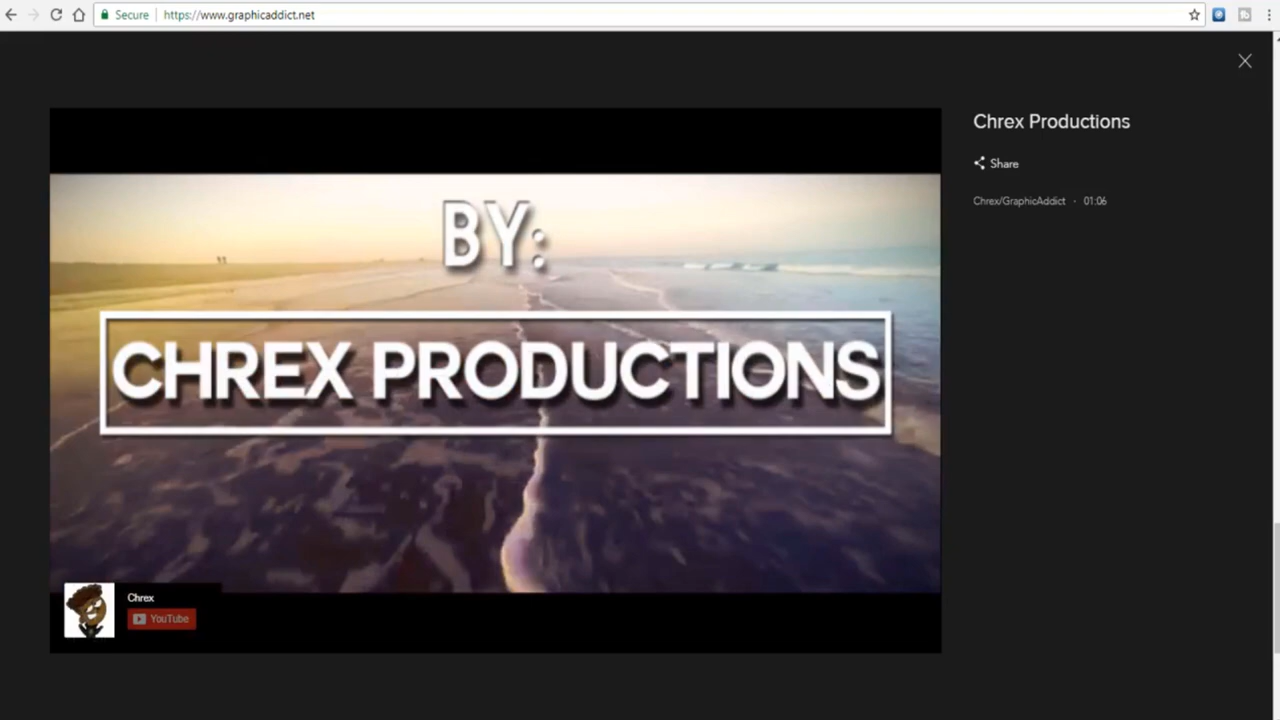 Secure
https://www.graphicaddict.net
Chrex Productions
Share
Chrex/GraphicAddict · 01:06
BY:
CHREX PRODUCTIONS
Chrex
YouTube